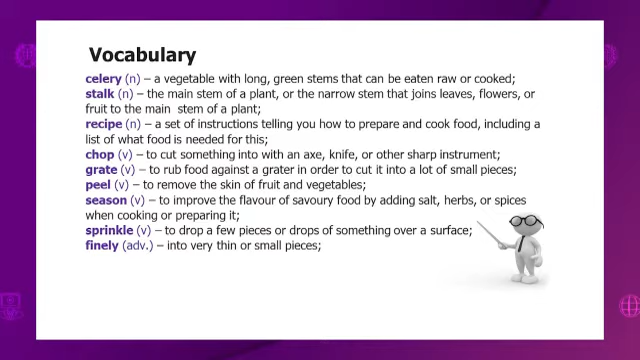 Vocabulary
celery (n) – a vegetable with long, green stems that can be eaten raw or cooked;
stalk (n) – the main stem of a plant, or the narrow stem that joins leaves, flowers, or
fruit to the main stem of a plant;
recipe (n) – a set of instructions telling you how to prepare and cook food, including a
list of what food is needed for this;
chop (v) – to cut something into with an axe, knife, or other sharp instrument;
grate (v) – to rub food against a grater in order to cut it into a lot of small pieces;
peel (v) – to remove the skin of fruit and vegetables;
season (v) – to improve the flavour of savoury food by adding salt, herbs, or spices
when cooking or preparing it;
sprinkle (v) – to drop a few pieces or drops of something over a surface;
finely (adv.) – into very thin or small pieces;